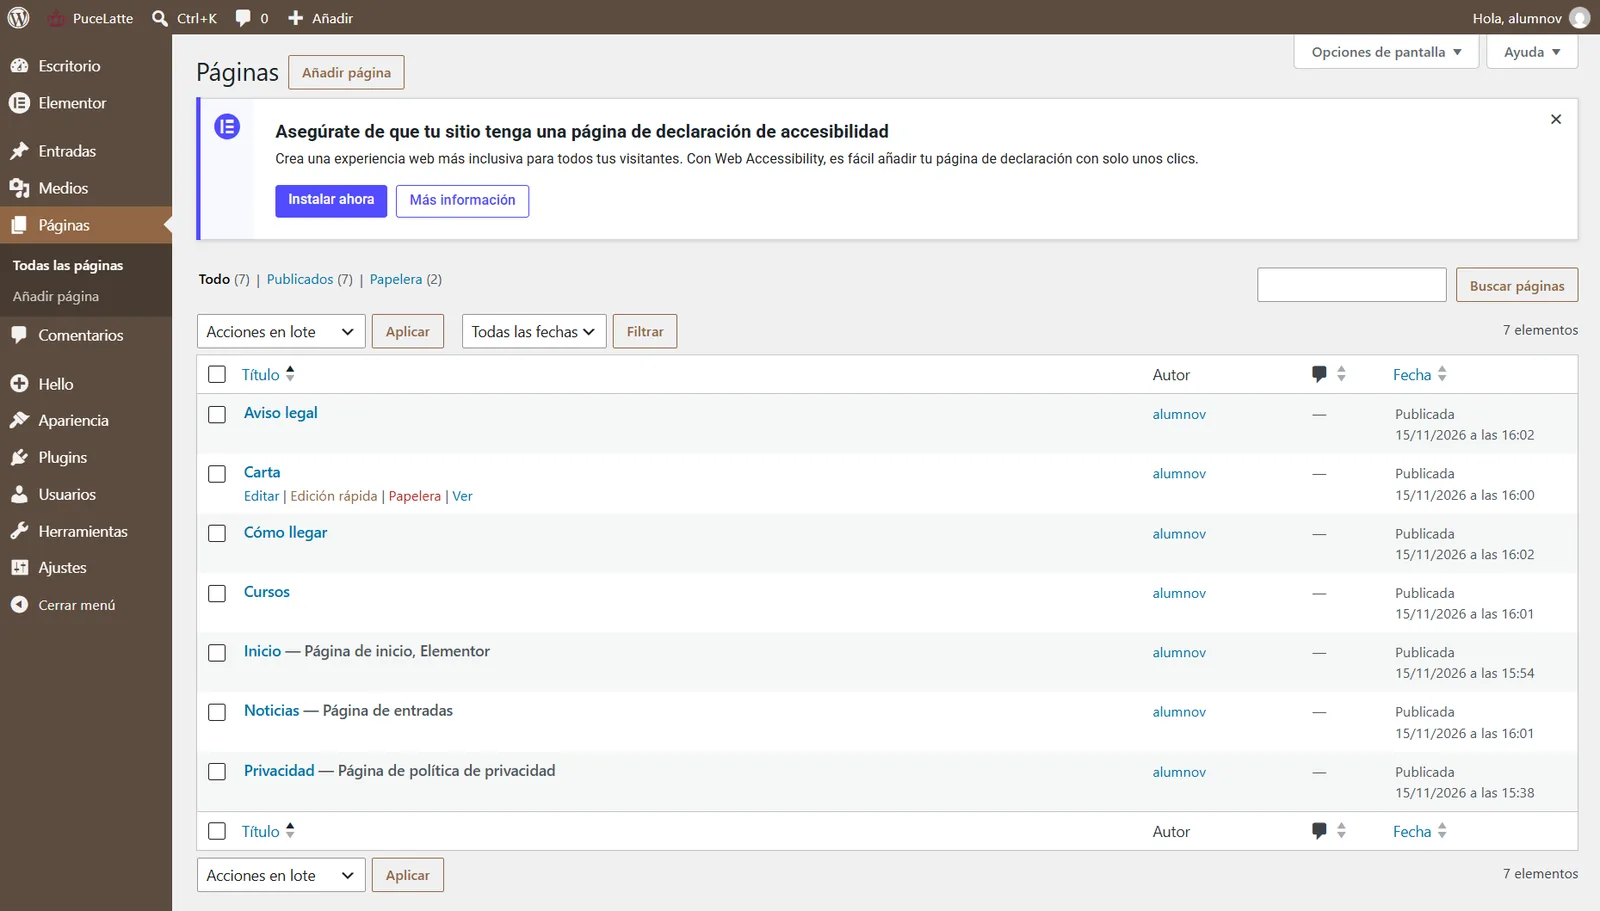 PuceLatte Ctrl+K 0 Añadir Hola, alumnov
Escritorio
Elementor
Entradas
Medios
Páginas
Todas las páginas
Añadir página
Comentarios
Hello
Apariencia
Plugins
Usuarios
Herramientas
Ajustes
Cerrar menú
Opciones de pantalla Ayuda
Páginas Añadir página
Asegúrate de que tu sitio tenga una página de declaración de accesibilidad
Crea una experiencia web más inclusiva para todos tus visitantes. Con Web Accessibility, es fácil añadir tu página de declaración con solo unos clics.
Instalar ahora Más información
Todo (7) | Publicados (7) | Papelera (2) Buscar páginas
Acciones en lote Aplicar Todas las fechas Filtrar 7 elementos
Título Autor Fecha
Aviso legal alumnov — Publicada
15/11/2026 a las 16:02
Carta alumnov — Publicada
Editar | Edición rápida | Papelera | Ver 15/11/2026 a las 16:00
Cómo llegar alumnov — Publicada
15/11/2026 a las 16:02
Cursos alumnov — Publicada
15/11/2026 a las 16:01
Inicio — Página de inicio, Elementor alumnov — Publicada
15/11/2026 a las 15:54
Noticias — Página de entradas alumnov — Publicada
15/11/2026 a las 16:01
Privacidad — Página de política de privacidad alumnov — Publicada
15/11/2026 a las 15:38
Título Autor Fecha
Acciones en lote Aplicar 7 elementos